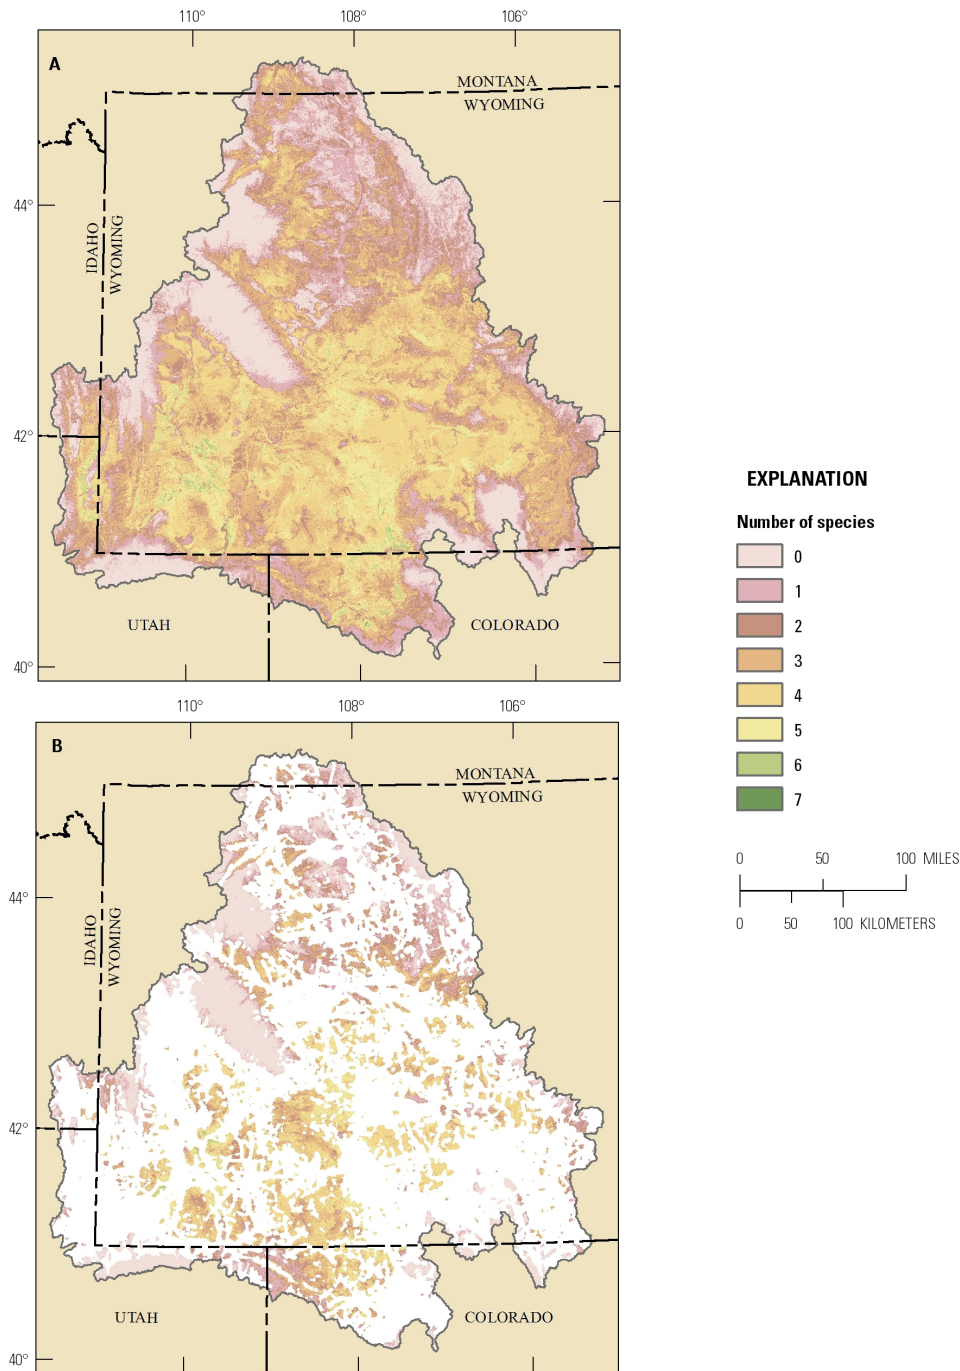 110° 108° 106°
A
MONTANA
WYOMING
44°
IDAHO
WYOMING
42°
UTAH
COLORADO
40°
110° 108° 106°
B
MONTANA
WYOMING
44°
IDAHO
WYOMING
42°
UTAH
COLORADO
40°
EXPLANATION
Number of species
0
1
2
3
4
5
6
7
0 50 100 MILES
0 50 100 KILOMETERS